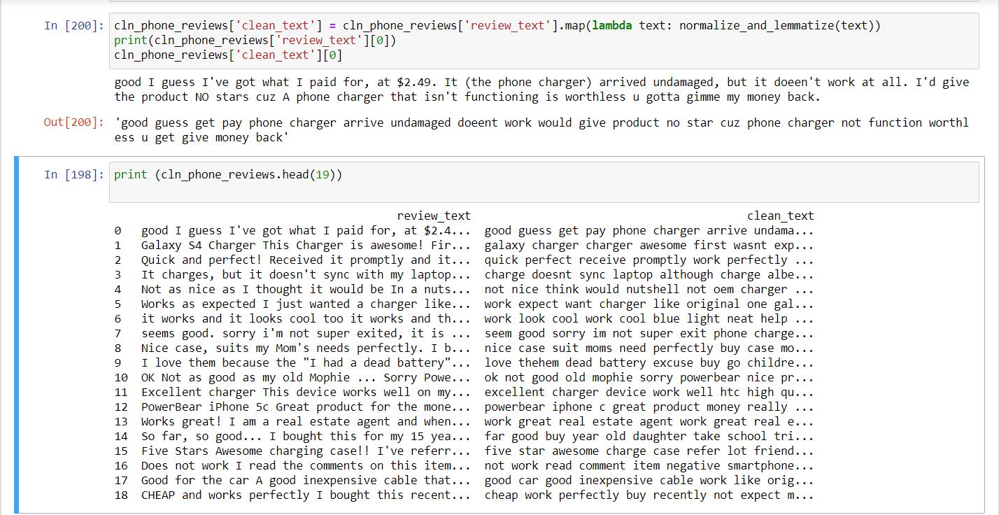 In [200]: cln_phone_reviews['clean_text'] = cln_phone_reviews['review_text'].map(lambda text: normalize_and_lemmatize(text))
print(cln_phone_reviews['review_text'][0])
cln_phone_reviews['clean_text'][0]
good I guess I've got what I paid for, at $2.49. It (the phone charger) arrived undamaged, but it doeen't work at all. I'd give
the product NO stars cuz A phone charger that isn't functioning is worthless u gotta gimme my money back.
Out[200]: 'good guess get pay phone charger arrive undamaged doeent work would give product no star cuz phone charger not function worthl
ess u get give money back'
In [198]: print (cln_phone_reviews.head(19))
review_text clean_text
0 good I guess I've got what I paid for, at $2.4... good guess get pay phone charger arrive undama...
1 Galaxy S4 Charger This Charger is awesome! Fir... galaxy charger charger awesome first wasnt exp...
2 Quick and perfect! Received it promptly and it... quick perfect receive promptly work perfectly ...
3 It charges, but it doesn't sync with my laptop... charge doesnt sync laptop although charge albe...
4 Not as nice as I thought it would be In a nuts... not nice think would nutshell not oem charger ...
5 Works as expected I just wanted a charger like... work expect want charger like original one gal...
6 it works and it looks cool too it works and th... work look cool work cool blue light neat help ...
7 seems good. sorry i'm not super exited, it is ... seem good sorry im not super exit phone charge...
8 Nice case, suits my Mom's needs perfectly. I b... nice case suit moms need perfectly buy case mo...
9 I love them because the "I had a dead battery"... love thehem dead battery excuse buy go childre...
10 OK Not as good as my old Mophie ... Sorry Powe... ok not good old mophie sorry powerbear nice pr...
11 Excellent charger This device works well on my... excellent charger device work well htc high qu...
12 PowerBear iPhone 5c Great product for the mone... powerbear iphone c great product money really ...
13 Works great! I am a real estate agent and when... work great real estate agent work great real e...
14 So far, so good... I bought this for my 15 yea... far good buy year old daughter take school tri...
15 Five Stars Awesome charging case!! I've referr... five star awesome charge case refer lot friend...
16 Does not work I read the comments on this item... not work read comment item negative smartphone...
17 Good for the car A good inexpensive cable that... good car good inexpensive cable work like orig...
18 CHEAP and works perfectly I bought this recent... cheap work perfectly buy recently not expect m...